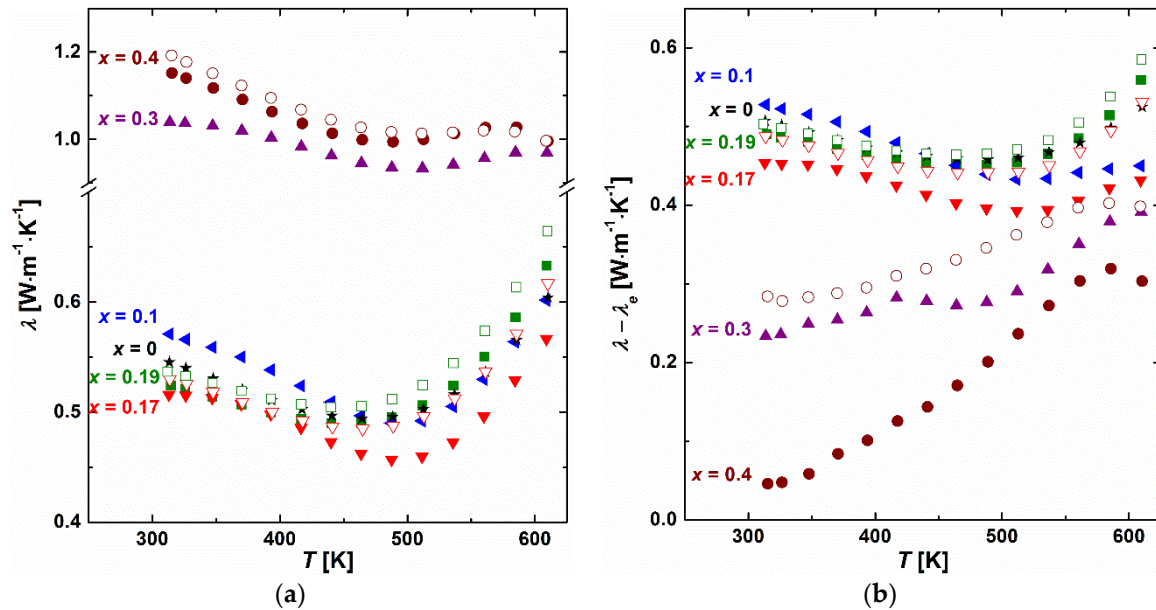 1.2
1.0
0.6
0.5
0.4
λ [W·m⁻¹·K⁻¹]
x = 0.4
x = 0.3
x = 0.1
x = 0
x = 0.19
x = 0.17
300 400 500 600
T [K]
(a)
0.6
0.4
0.2
0.0
λ − λₑ [W·m⁻¹·K⁻¹]
x = 0.1
x = 0
x = 0.19
x = 0.17
x = 0.3
x = 0.4
300 400 500 600
T [K]
(b)